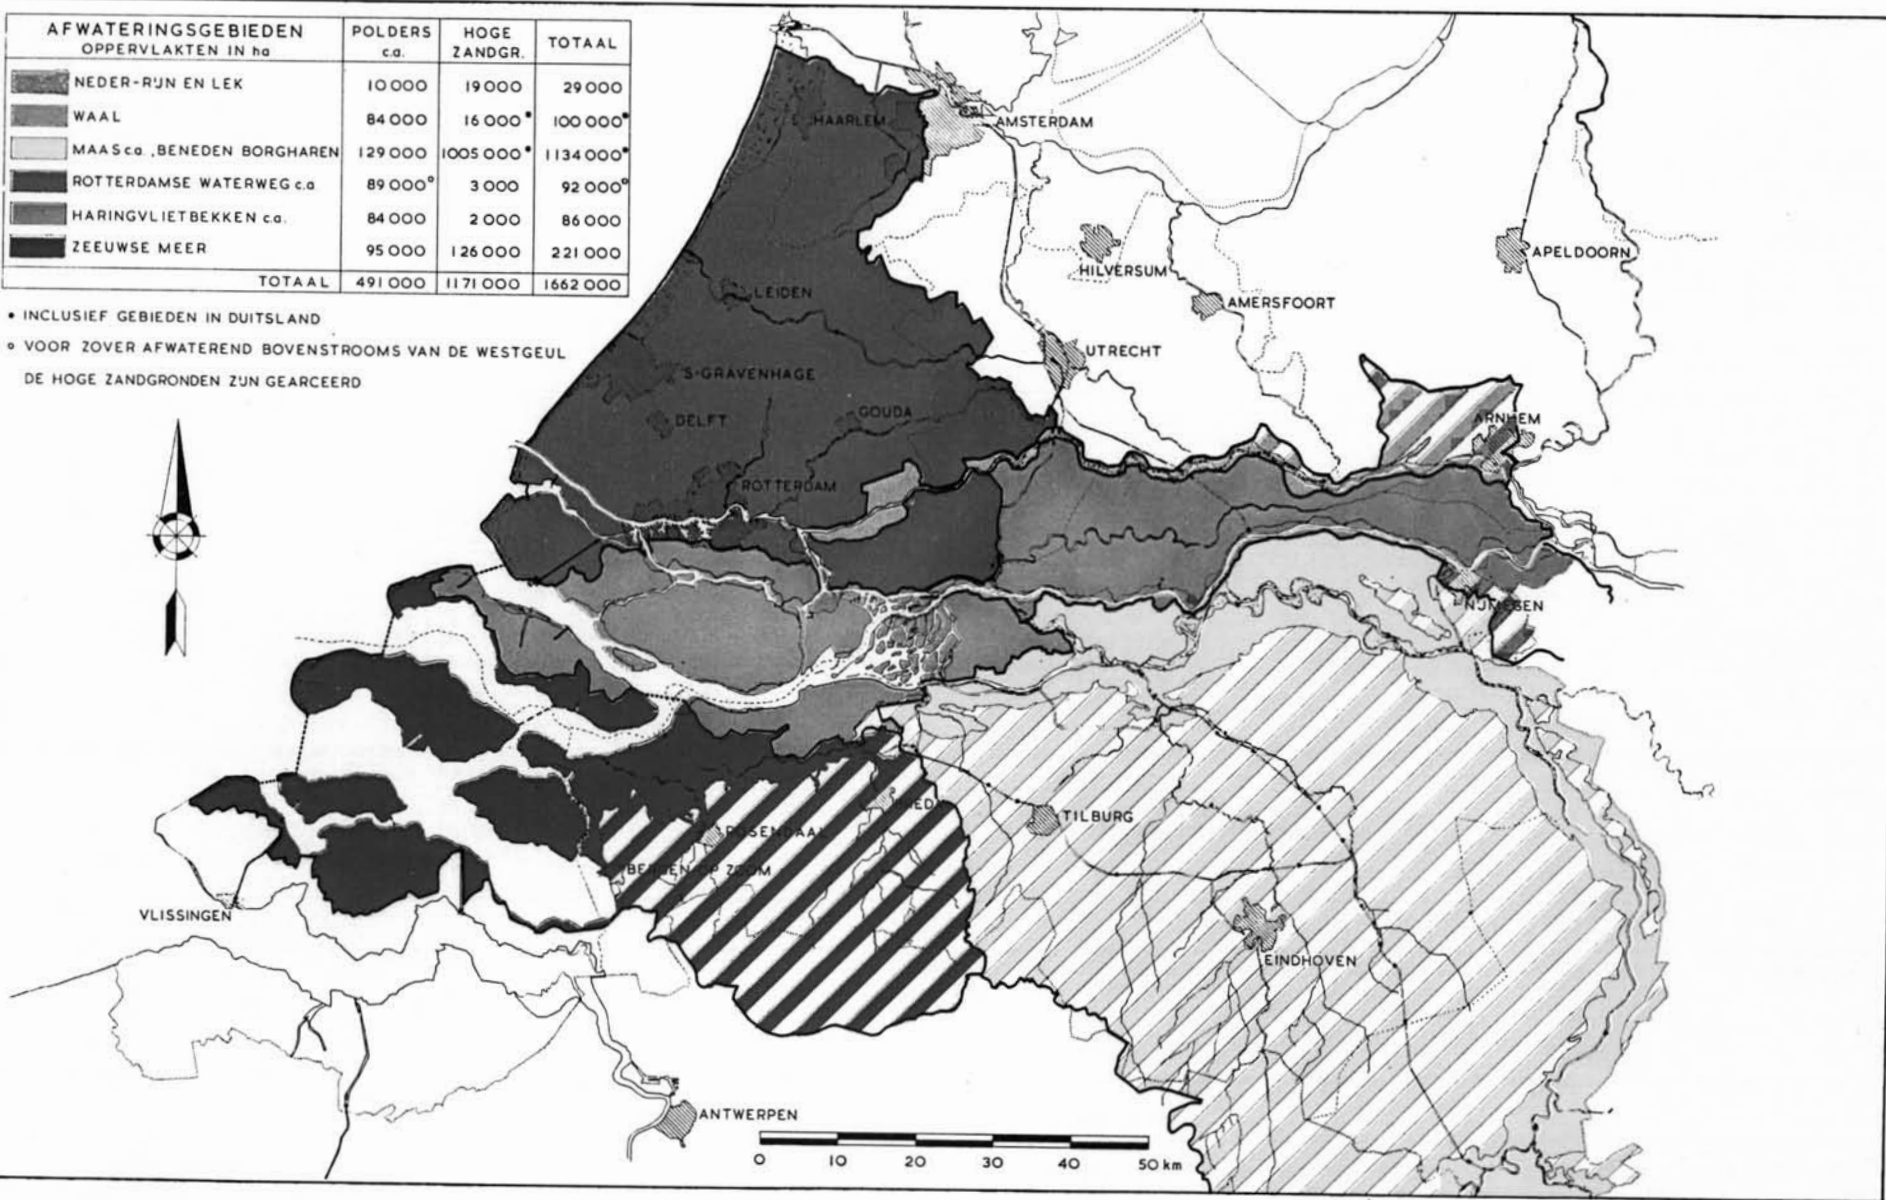 AFWATERINGSGEBIEDEN
OPPERVLAKTEN IN ha
POLDERS c.a.
HOGE ZANDGR.
TOTAAL
NEDER-RIJN EN LEK 10 000 19 000 29 000
WAAL 84 000 16 000• 100 000•
MAAS c.a., BENEDEN BORGHAREN 129 000 1005 000• 1134 000•
ROTTERDAMSE WATERWEG c.a. 89 000° 3 000 92 000°
HARINGVLIETBEKKEN c.a. 84 000 2 000 86 000
ZEEUWSE MEER 95 000 126 000 221 000
TOTAAL 491 000 1171 000 1662 000
• INCLUSIEF GEBIEDEN IN DUITSLAND
° VOOR ZOVER AFWATEREND BOVENSTROOMS VAN DE WESTGEUL
DE HOGE ZANDGRONDEN ZIJN GEARCEERD
HAARLEM
AMSTERDAM
HILVERSUM
APELDOORN
AMERSFOORT
LEIDEN
UTRECHT
S-GRAVENHAGE
DELFT
GOUDA
ARNHEM
ROTTERDAM
NIJMEGEN
TILBURG
ROSENDAAL
BERGEN OP ZOOM
VLISSINGEN
EINDHOVEN
ANTWERPEN
0 10 20 30 40 50 km